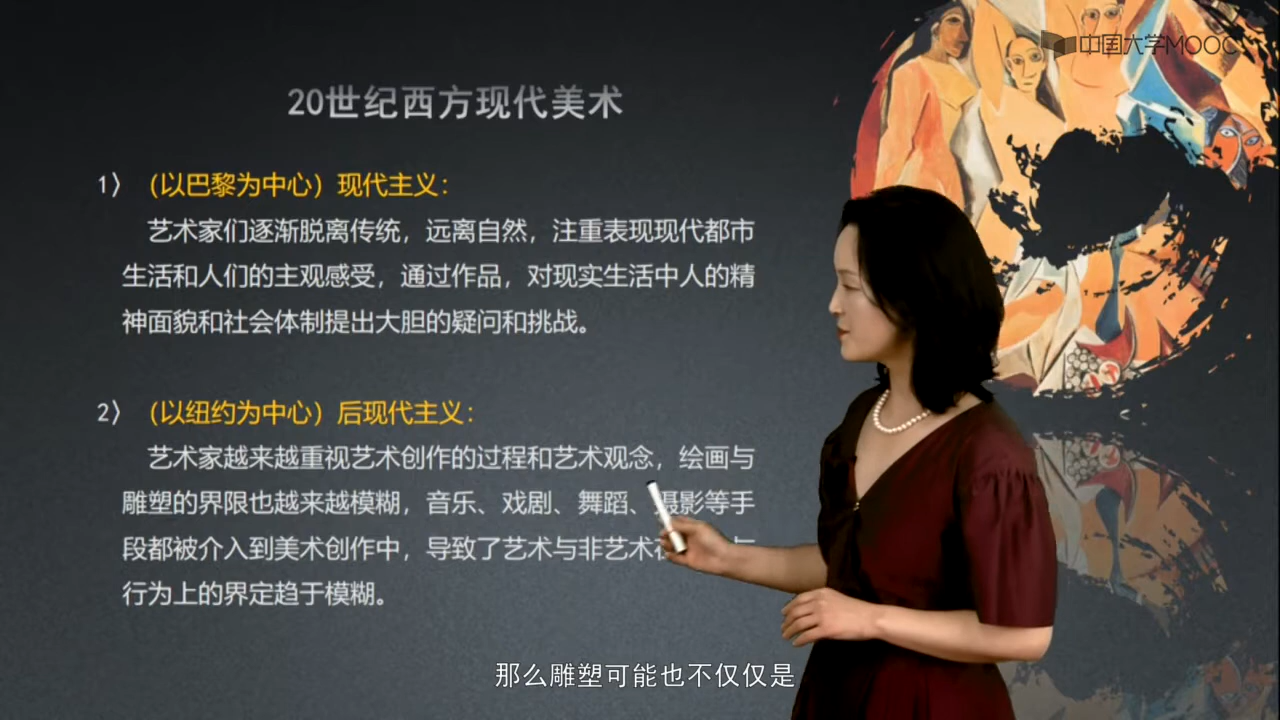 中国大学MOOC
20世纪西方现代美术
1）（以巴黎为中心）现代主义：
艺术家们逐渐脱离传统，远离自然，注重表现现代都市
生活和人们的主观感受，通过作品，对现实生活中人的精
神面貌和社会体制提出大胆的疑问和挑战。
2）（以纽约为中心）后现代主义：
艺术家越来越重视艺术创作的过程和艺术观念，绘画与
雕塑的界限也越来越模糊，音乐、戏剧、舞蹈、摄影等手
段都被介入到美术创作中，导致了艺术与非艺术在与
行为上的界定趋于模糊。
那么雕塑可能也不仅仅是